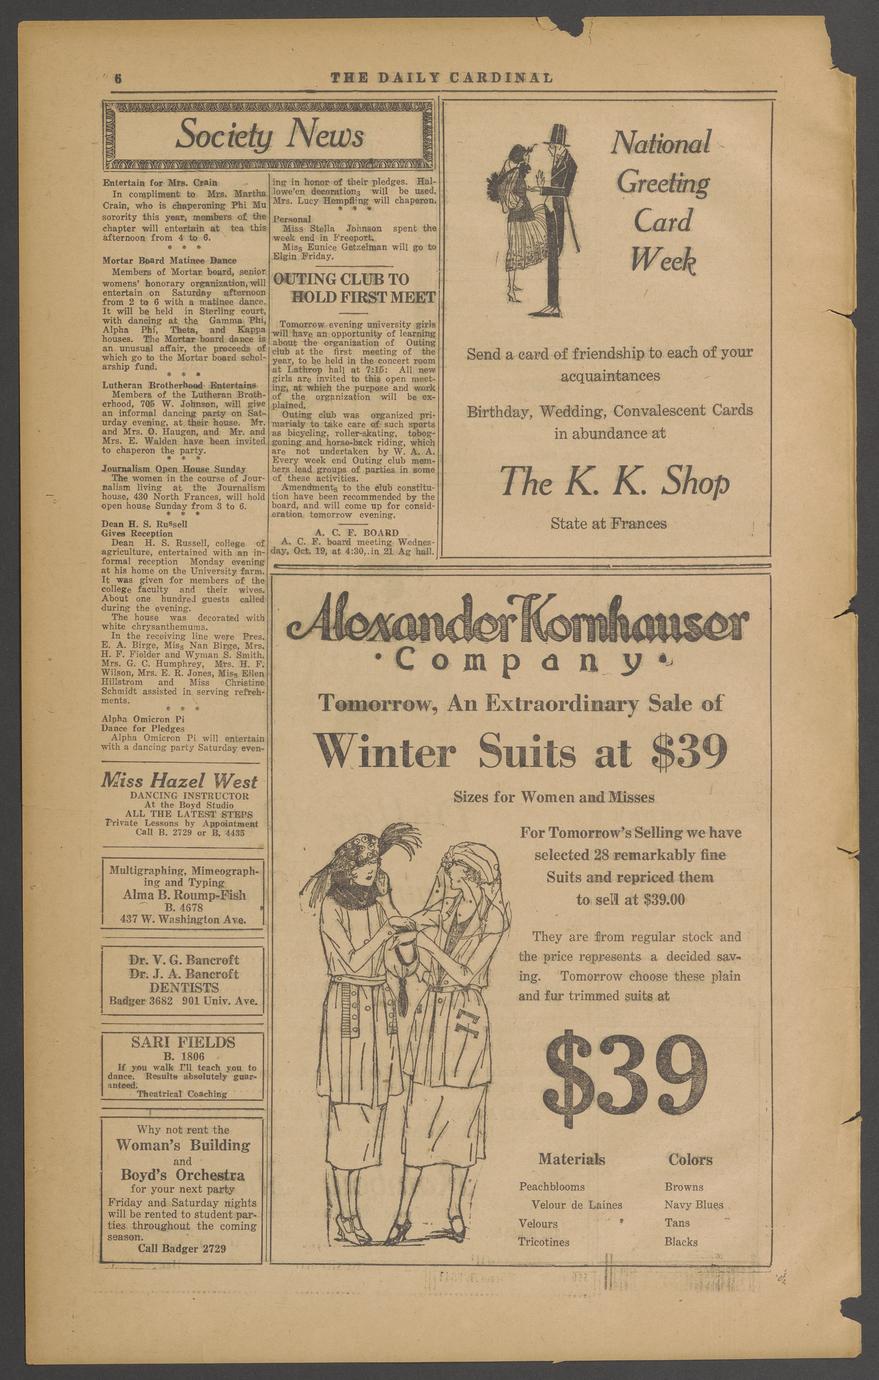 6
THE DAILY CARDINAL
Society News
Entertain for Mrs. Crain
In compliment to Mrs. Martha
Crain, who is chaperoning Phi Mu
sorority this year, members of the
chapter will entertain at tea this
afternoon from 4 to 6.
* * *
Mortar Board Matinee Dance
Members of Mortar board, senior
womens' honorary organization, will
entertain on Saturday afternoon
from 2 to 6 with a matinee dance.
It will be held in Sterling court,
with dancing at the Gamma Phi,
Alpha Phi, Theta, and Kappa
houses. The Mortar board dance is
an unusual affair, the proceeds of
which go to the Mortar board schol-
arship fund.
* * *
Lutheran Brotherhood Entertains
Members of the Lutheran Broth-
erhood, 705 W. Johnson, will give
an informal dancing party on Sat-
urday evening, at their house. Mr.
and Mrs. O. Haugen, and Mr. and
Mrs. E. Walden have been invited
to chaperon the party.
* * *
Journalism Open House Sunday
The women in the course of Jour-
nalism living at the Journalism
house, 430 North Frances, will hold
open house Sunday from 3 to 6.
* * *
Dean H. S. Russell
Gives Reception
Dean H. S. Russell, college of
agriculture, entertained with an in-
formal reception Monday evening
at his home on the University farm.
It was given for members of the
college faculty and their wives.
About one hundred guests called
during the evening.
The house was decorated with
white chrysanthemums.
In the receiving line were Pres.
E. A. Birge, Miss Nan Birge, Mrs.
H. F. Fielder and Wyman S. Smith,
Mrs. G. C. Humphrey, Mrs. H. F.
Wilson, Mrs. E. R. Jones, Miss Ellen
Hillstrom and Miss Christine
Schmidt assisted in serving refresh-
ments.
* * *
Alpha Omicron Pi
Dance for Pledges
Alpha Omicron Pi will entertain
with a dancing party Saturday even-
ing in honor of their pledges. Hal-
lowe'en decorations will be used.
Mrs. Lucy Hempfling will chaperon.
* * *
Personal
Miss Stella Johnson spent the
week end in Freeport.
Miss Eunice Getzelman will go to
Elgin Friday.
OUTING CLUB TO
HOLD FIRST MEET
Tomorrow evening university girls
will have an opportunity of learning
about the organization of Outing
club at the first meeting of the
year, to be held in the concert room
at Lathrop hall at 7:15: All new
girls are invited to this open meet-
ing, at which the purpose and work
of the organization will be ex-
plained.
Outing club was organized pri-
marialy to take care of such sports
as bicycling, roller-skating, tobog-
goning and horse-back riding, which
are not undertaken by W. A. A.
Every week end Outing club mem-
bers lead groups of parties in some
of these activities.
Amendments to the club constitu-
tion have been recommended by the
board, and will come up for consid-
eration tomorrow evening.
A. C. F. BOARD
A. C. F. board meeting Wednes-
day, Oct. 19, at 4:30, in 21 Ag hall.
National
Greeting
Card
Week
Send a card of friendship to each of your
acquaintances
Birthday, Wedding, Convalescent Cards
in abundance at
The K. K. Shop
State at Frances
Miss Hazel West
DANCING INSTRUCTOR
At the Boyd Studio
ALL THE LATEST STEPS
Private Lessons by Appointment
Call B. 2729 or B. 4435
Multigraphing, Mimeograph-
ing and Typing
Alma B. Roump-Fish
B. 4678
437 W. Washington Ave.
Dr. V. G. Bancroft
Dr. J. A. Bancroft
DENTISTS
Badger 3682 901 Univ. Ave.
SARI FIELDS
B. 1806
If you walk I'll teach you to
dance. Results absolutely guar-
anteed.
Theatrical Coaching
Why not rent the
Woman's Building
and
Boyd's Orchestra
for your next party
Friday and Saturday nights
will be rented to student par-
ties throughout the coming
season.
Call Badger 2729
Alexander Kornhauser
·Company·
Tomorrow, An Extraordinary Sale of
Winter Suits at $39
Sizes for Women and Misses
For Tomorrow's Selling we have
selected 28 remarkably fine
Suits and repriced them
to sell at $39.00
They are from regular stock and
the price represents a decided sav-
ing. Tomorrow choose these plain
and fur trimmed suits at
$39
Materials
Peachblooms
Velour de Laines
Velours
Tricotines
Colors
Browns
Navy Blues
Tans
Blacks